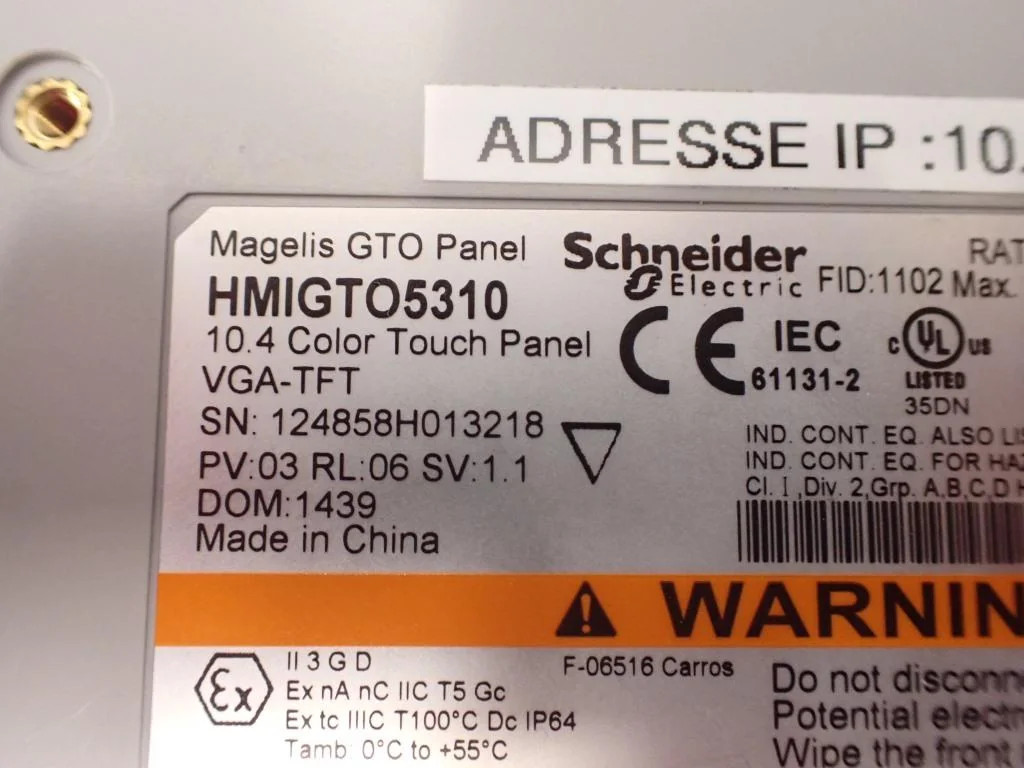 ADRESSE IP :10.
Magelis GTO Panel
HMIGTO5310
10.4 Color Touch Panel
VGA-TFT
SN: 124858H013218
PV:03 RL:06 SV:1.1
DOM:1439
Made in China
Schneider
Electric
FID:1102 Max.
CE
IEC
61131-2
C UL US
LISTED
35DN
IND. CONT. EQ. ALSO
IND. CONT. EQ. FOR
Cl. I ,Div. 2,Grp. A,B,C,D
WARNIN
Ex
II 3 G D
Ex nA nC IIC T5 Gc
Ex tc IIIC T100°C Dc IP64
Tamb: 0°C to +55°C
F-06516 Carros
Do not disconn
Potential electr
Wipe the front